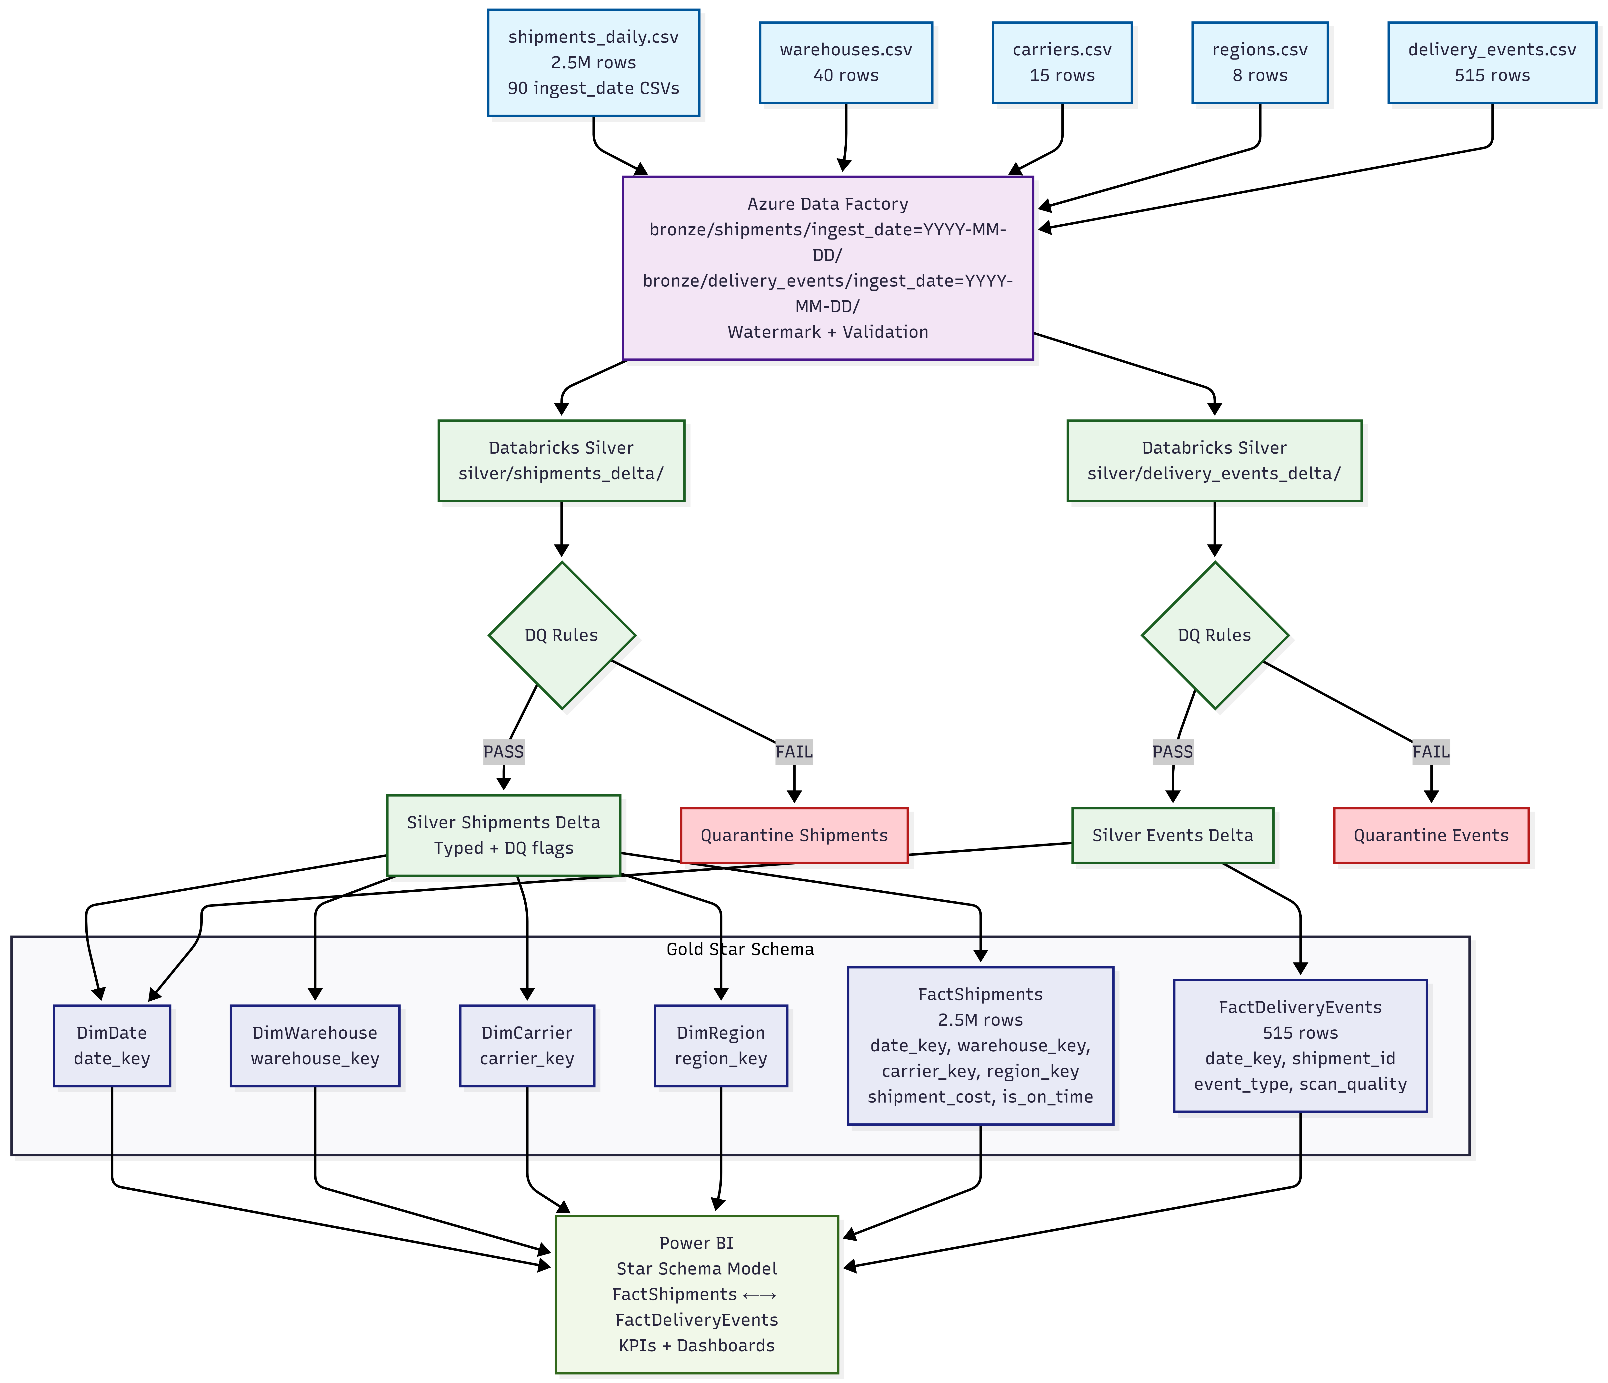 shipments_daily.csv
2.5M rows
90 ingest_date CSVs
warehouses.csv
40 rows
carriers.csv
15 rows
regions.csv
8 rows
delivery_events.csv
515 rows
Azure Data Factory
bronze/shipments/ingest_date=YYYY-MM-
DD/
bronze/delivery_events/ingest_date=YYYY-
MM-DD/
Watermark + Validation
Databricks Silver
silver/shipments_delta/
Databricks Silver
silver/delivery_events_delta/
DQ Rules
DQ Rules
PASS
FAIL
PASS
FAIL
Silver Shipments Delta
Typed + DQ flags
Quarantine Shipments
Silver Events Delta
Quarantine Events
Gold Star Schema
DimDate
date_key
DimWarehouse
warehouse_key
DimCarrier
carrier_key
DimRegion
region_key
FactShipments
2.5M rows
date_key, warehouse_key,
carrier_key, region_key
shipment_cost, is_on_time
FactDeliveryEvents
515 rows
date_key, shipment_id
event_type, scan_quality
Power BI
Star Schema Model
FactShipments ←→
FactDeliveryEvents
KPIs + Dashboards